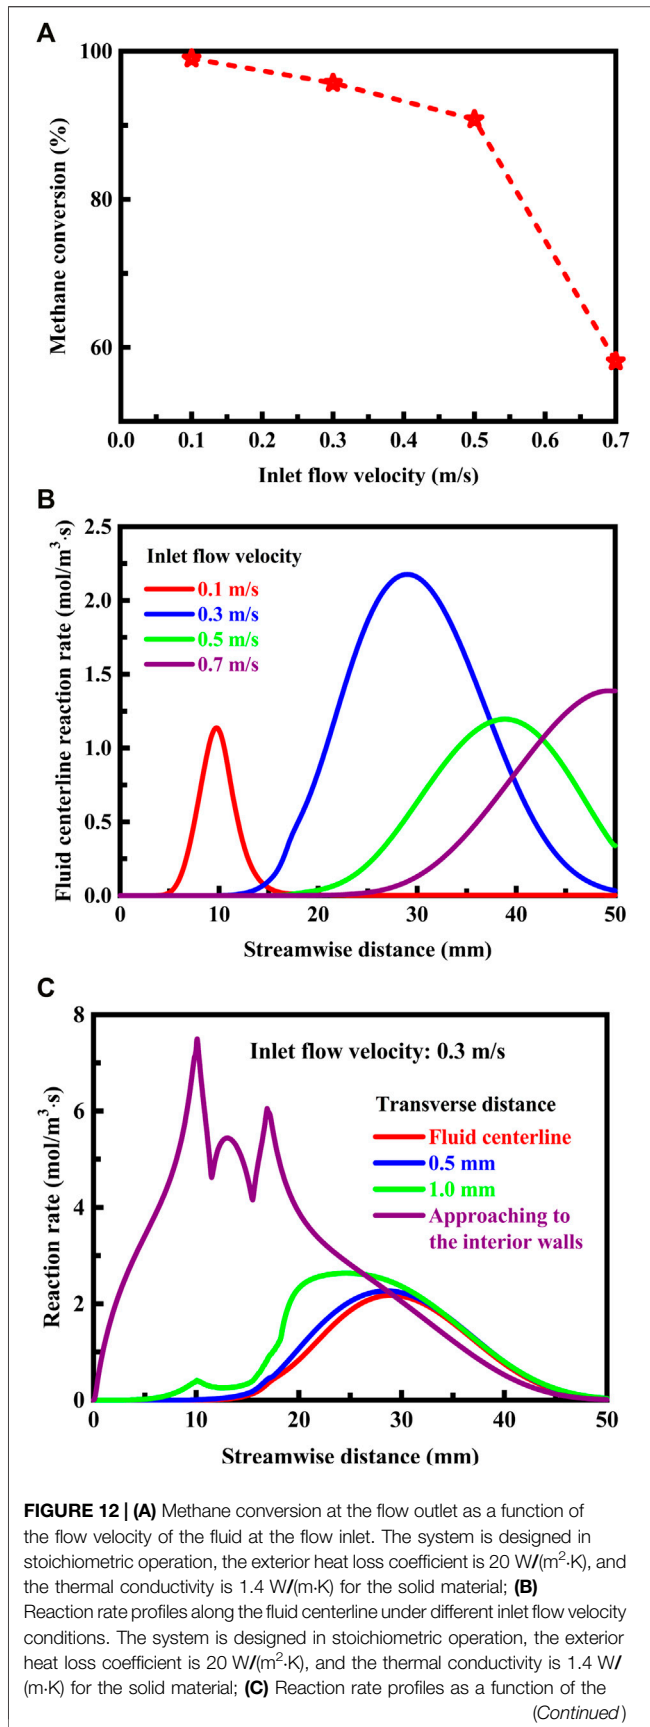 A
100
80
60
Methane conversion (%)
0.0 0.1 0.2 0.3 0.4 0.5 0.6 0.7
Inlet flow velocity (m/s)
B
2.5
2.0
1.5
1.0
0.5
0.0
Fluid centerline reaction rate (mol/m³·s)
Inlet flow velocity
0.1 m/s
0.3 m/s
0.5 m/s
0.7 m/s
0 10 20 30 40 50
Streamwise distance (mm)
C
8
6
4
2
0
Reaction rate (mol/m³·s)
Inlet flow velocity: 0.3 m/s
Transverse distance
Fluid centerline
0.5 mm
1.0 mm
Approaching to
the interior walls
0 10 20 30 40 50
Streamwise distance (mm)
FIGURE 12 | (A) Methane conversion at the flow outlet as a function of
the flow velocity of the fluid at the flow inlet. The system is designed in
stoichiometric operation, the exterior heat loss coefficient is 20 W/(m²·K), and
the thermal conductivity is 1.4 W/(m·K) for the solid material; (B)
Reaction rate profiles along the fluid centerline under different inlet flow velocity
conditions. The system is designed in stoichiometric operation, the exterior
heat loss coefficient is 20 W/(m²·K), and the thermal conductivity is 1.4 W/
(m·K) for the solid material; (C) Reaction rate profiles as a function of the
(Continued)